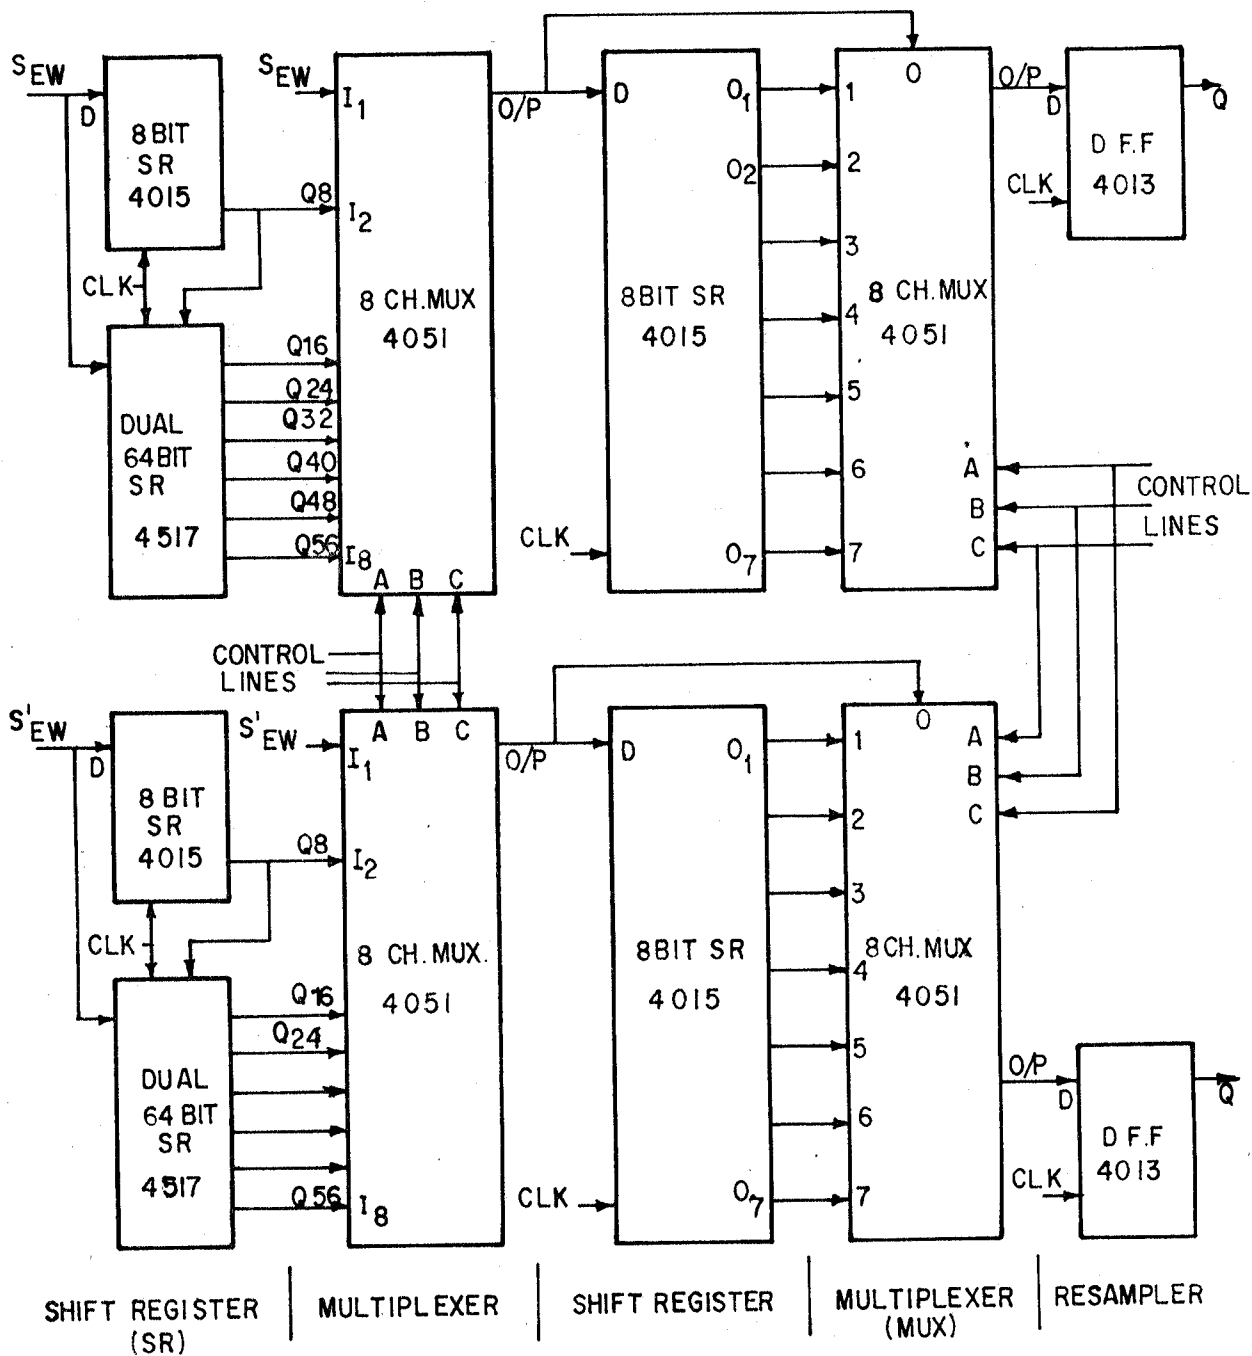 S EW
D
8 BIT
SR
4015
CLK
DUAL
64 BIT
SR
4517
Q8
Q16
Q24
Q32
Q40
Q48
Q56
S EW
I1
I2
8 CH. MUX
4051
I8
A B C
O/P
D
O1
O2
8 BIT SR
4015
CLK
O7
O
1
2
3
4
5
6
7
8 CH. MUX
4051
A
B
C
CONTROL
LINES
O/P
D
D F.F
4013
CLK
Q
CONTROL
LINES
S'EW
D
8 BIT
SR
4015
CLK
DUAL
64 BIT
SR
4517
Q8
Q16
Q24
Q56
S'EW
A B C
I1
I2
8 CH. MUX.
4051
I8
O/P
D
O1
8 BIT SR
4015
CLK
O7
O
1
2
3
4
5
6
7
8 CH. MUX
4051
A
B
C
O/P
D
D F.F
4013
CLK
Q
SHIFT REGISTER
(SR)
MULTIPLEXER
SHIFT REGISTER
MULTIPLEXER
(MUX)
RESAMPLER